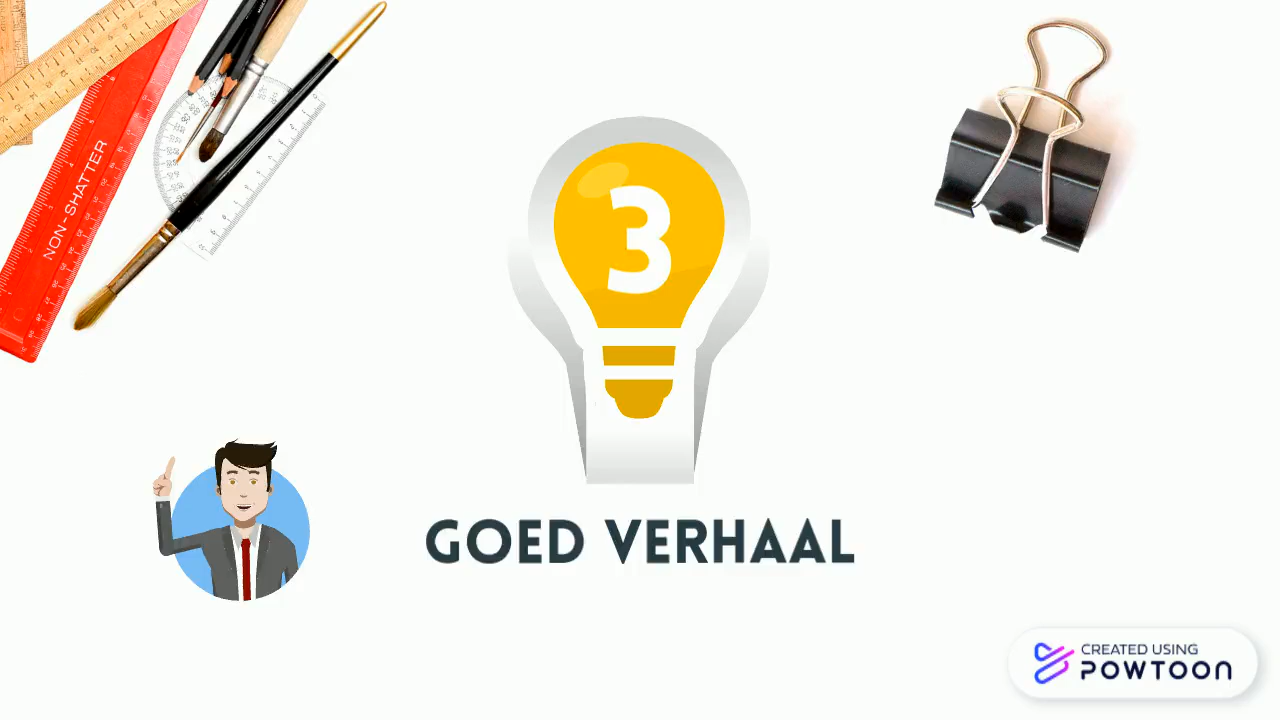 NON-SHATTER
3
GOED VERHAAL
CREATED USING
POWTOON